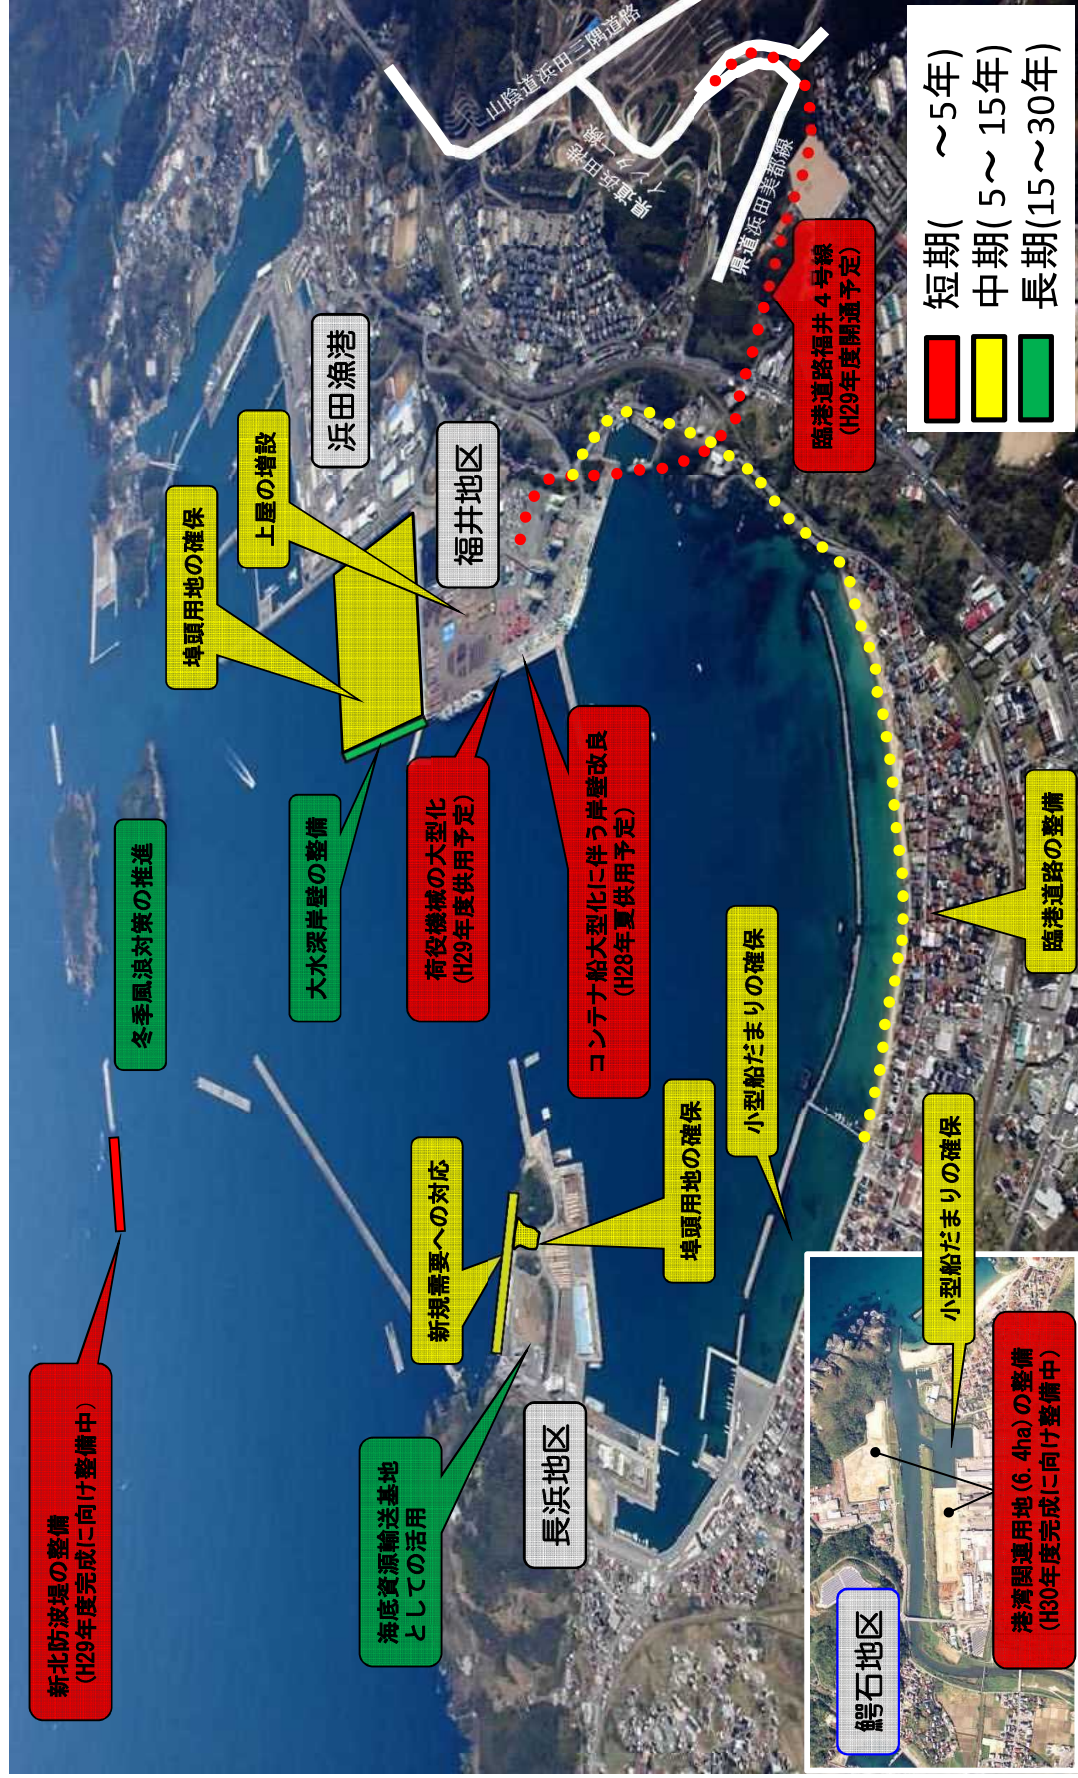 新北防波堤の整備
(H29年度完成に向け整備中)
冬季風浪対策の推進
埠頭用地の確保
上屋の増設
浜田漁港
山陰道浜田三隅道路
県道浜田港
インター線
県道浜田美都線
大水深岸壁の整備
福井地区
海底資源輸送基地
としての活用
新規需要への対応
荷役機械の大型化
(H29年度供用予定)
コンテナ船大型化に伴う岸壁改良
(H28年夏供用予定)
臨港道路福井4号線
(H29年度開通予定)
長浜地区
埠頭用地の確保
小型船だまりの確保
臨港道路の整備
鰐石地区
小型船だまりの確保
港湾関連用地(6.4ha)の整備
(H30年度完成に向け整備中)
短期( ～5年)
中期(5～15年)
長期(15～30年)